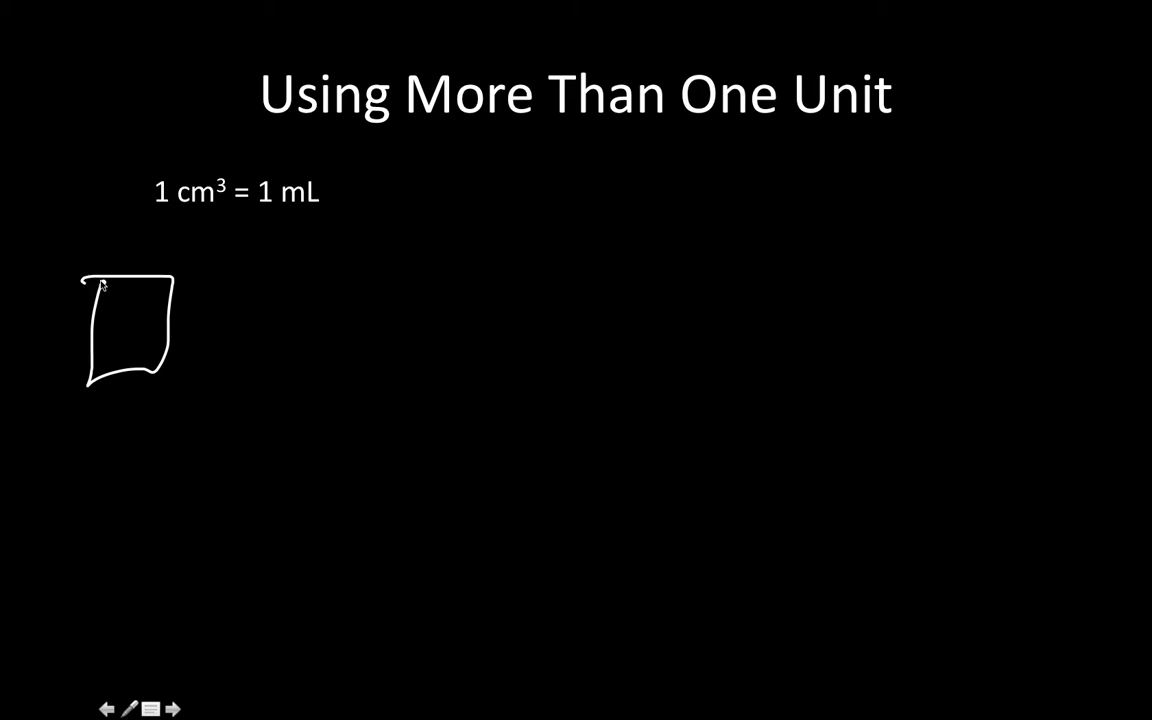 Using More Than One Unit
1 cm³ = 1 mL